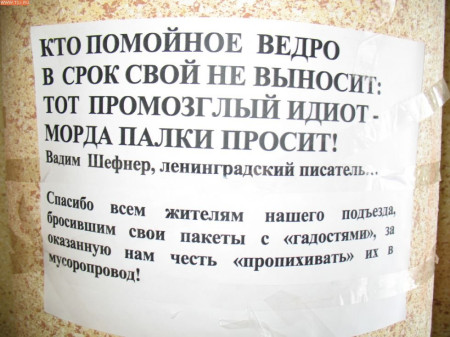 КТО ПОМОЙНОЕ ВЕДРО
В СРОК СВОЙ НЕ ВЫНОСИТ:
ТОТ ПРОМОЗГЛЫЙ ИДИОТ -
МОРДА ПАЛКИ ПРОСИТ!
Вадим Шефнер, ленинградский писатель...
Спасибо всем жителям нашего подъезда,
бросившим свои пакеты с «гадостями», за
оказанную нам честь «пропихивать» их в
мусоропровод!